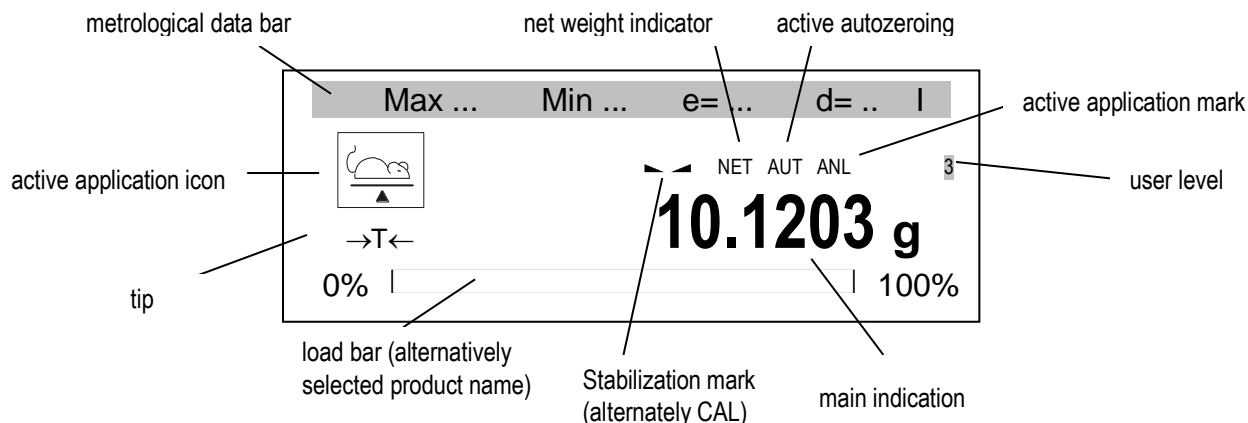 metrological data bar
net weight indicator
active autozeroing
Max ... Min ... e= ... d= .. I
active application mark
active application icon
NET AUT ANL
3
user level
10.1203 g
→T←
tip
0% 100%
load bar (alternatively
selected product name)
Stabilization mark
(alternately CAL)
main indication